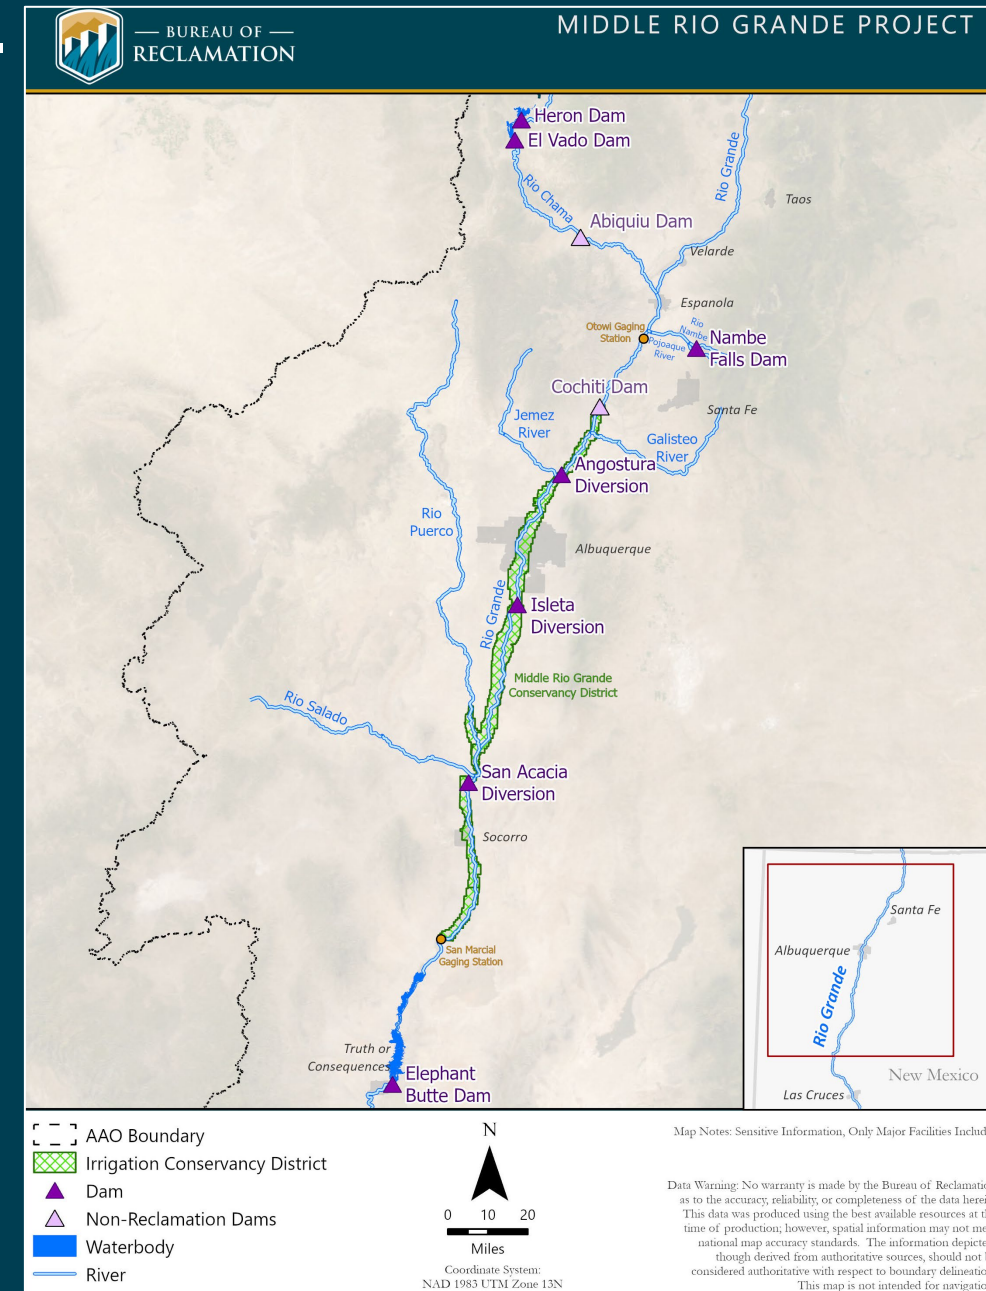 BUREAU OF
RECLAMATION
MIDDLE RIO GRANDE PROJECT
Heron Dam
El Vado Dam
Rio Chama
Rio Grande
Taos
Abiquiu Dam
Velarde
Espanola
Otowi Gaging
Station
Rio
Nambe
Pojoaque
River
Nambe
Falls Dam
Cochiti Dam
Santa Fe
Jemez
River
Galisteo
River
Angostura
Diversion
Rio
Puerco
Albuquerque
Rio Grande
Isleta
Diversion
Middle Rio Grande
Conservancy District
Rio Salado
San Acacia
Diversion
Socorro
San Marcial
Gaging Station
Truth or
Consequences
Elephant
Butte Dam
Santa Fe
Albuquerque
Rio Grande
New Mexico
Las Cruces
AAO Boundary
Irrigation Conservancy District
Dam
Non-Reclamation Dams
Waterbody
River
N
0 10 20
Miles
Coordinate System:
NAD 1983 UTM Zone 13N
Map Notes: Sensitive Information, Only Major Facilities Includ
Data Warning: No warranty is made by the Bureau of Reclamatio
as to the accuracy, reliability, or completeness of the data herei
This data was produced using the best available resources at th
time of production; however, spatial information may not me
national map accuracy standards. The information depicte
though derived from authoritative sources, should not b
considered authoritative with respect to boundary delineatio
This map is not intended for navigatio